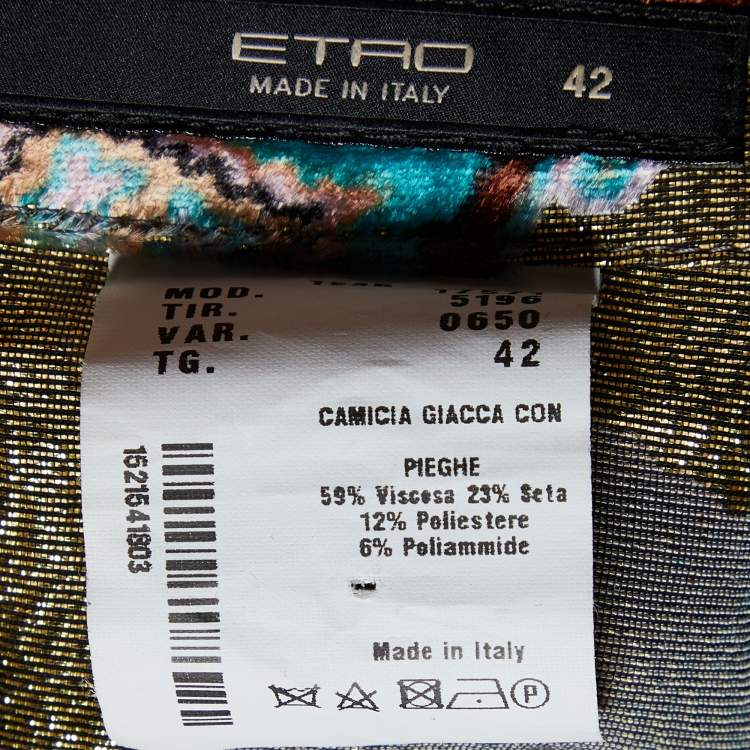 ETRO
MADE IN ITALY 42
MOD.
TIR. 5196
VAR. 0650
TG. 42
CAMICIA GIACCA CON
PIEGHE
59% Viscosa 23% Seta
12% Poliestere
6% Poliammide
Made in Italy
P
1521541803